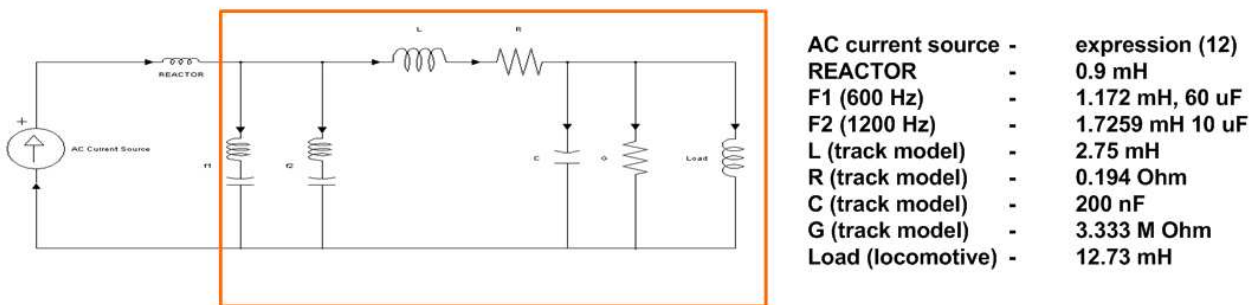 L
R
REACTOR
+
AC Current Source
f1
f2
C
G
Load
AC current source - expression (12)
REACTOR - 0.9 mH
F1 (600 Hz) - 1.172 mH, 60 uF
F2 (1200 Hz) - 1.7259 mH 10 uF
L (track model) - 2.75 mH
R (track model) - 0.194 Ohm
C (track model) - 200 nF
G (track model) - 3.333 M Ohm
Load (locomotive) - 12.73 mH